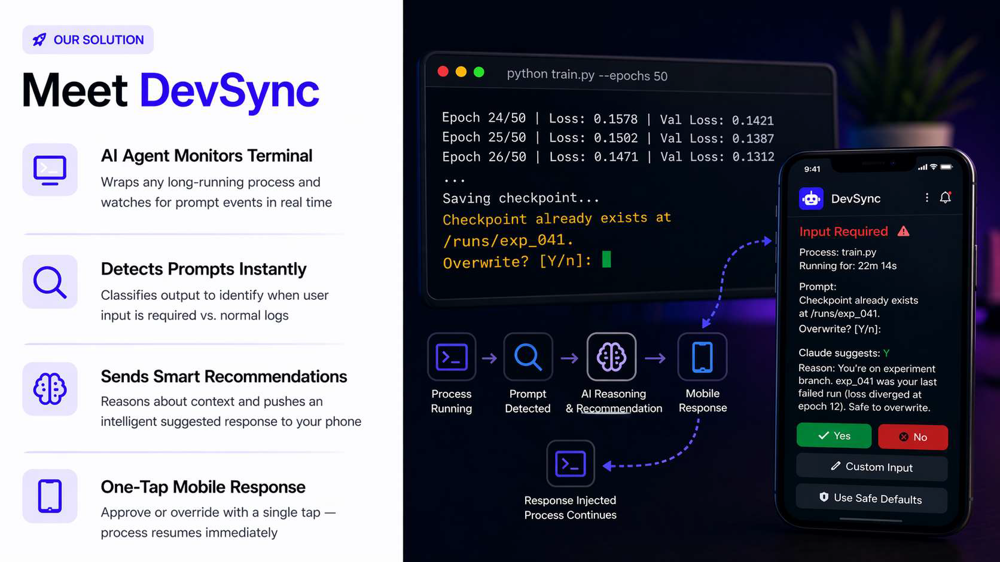 OUR SOLUTION
Meet DevSync
AI Agent Monitors Terminal
Wraps any long-running process and
watches for prompt events in real time
Detects Prompts Instantly
Classifies output to identify when user
input is required vs. normal logs
Sends Smart Recommendations
Reasons about context and pushes an
intelligent suggested response to your phone
One-Tap Mobile Response
Approve or override with a single tap —
process resumes immediately
python train.py --epochs 50
Epoch 24/50 | Loss: 0.1578 | Val Loss: 0.1421
Epoch 25/50 | Loss: 0.1502 | Val Loss: 0.1387
Epoch 26/50 | Loss: 0.1471 | Val Loss: 0.1312
...
Saving checkpoint...
Checkpoint already exists at
/runs/exp_041.
Overwrite? [Y/n]:
Process
Running
Prompt
Detected
AI Reasoning
& Recommendation
Mobile
Response
Response Injected
Process Continues
9:41
DevSync
Input Required
Process: train.py
Running for: 22m 14s
Prompt:
Checkpoint already exists
at /runs/exp_041.
Overwrite? [Y/n]:
Claude suggests: Y
Reason: You're on experiment
branch. exp_041 was your last
failed run (loss diverged at
epoch 12). Safe to overwrite.
Yes
No
Custom Input
Use Safe Defaults